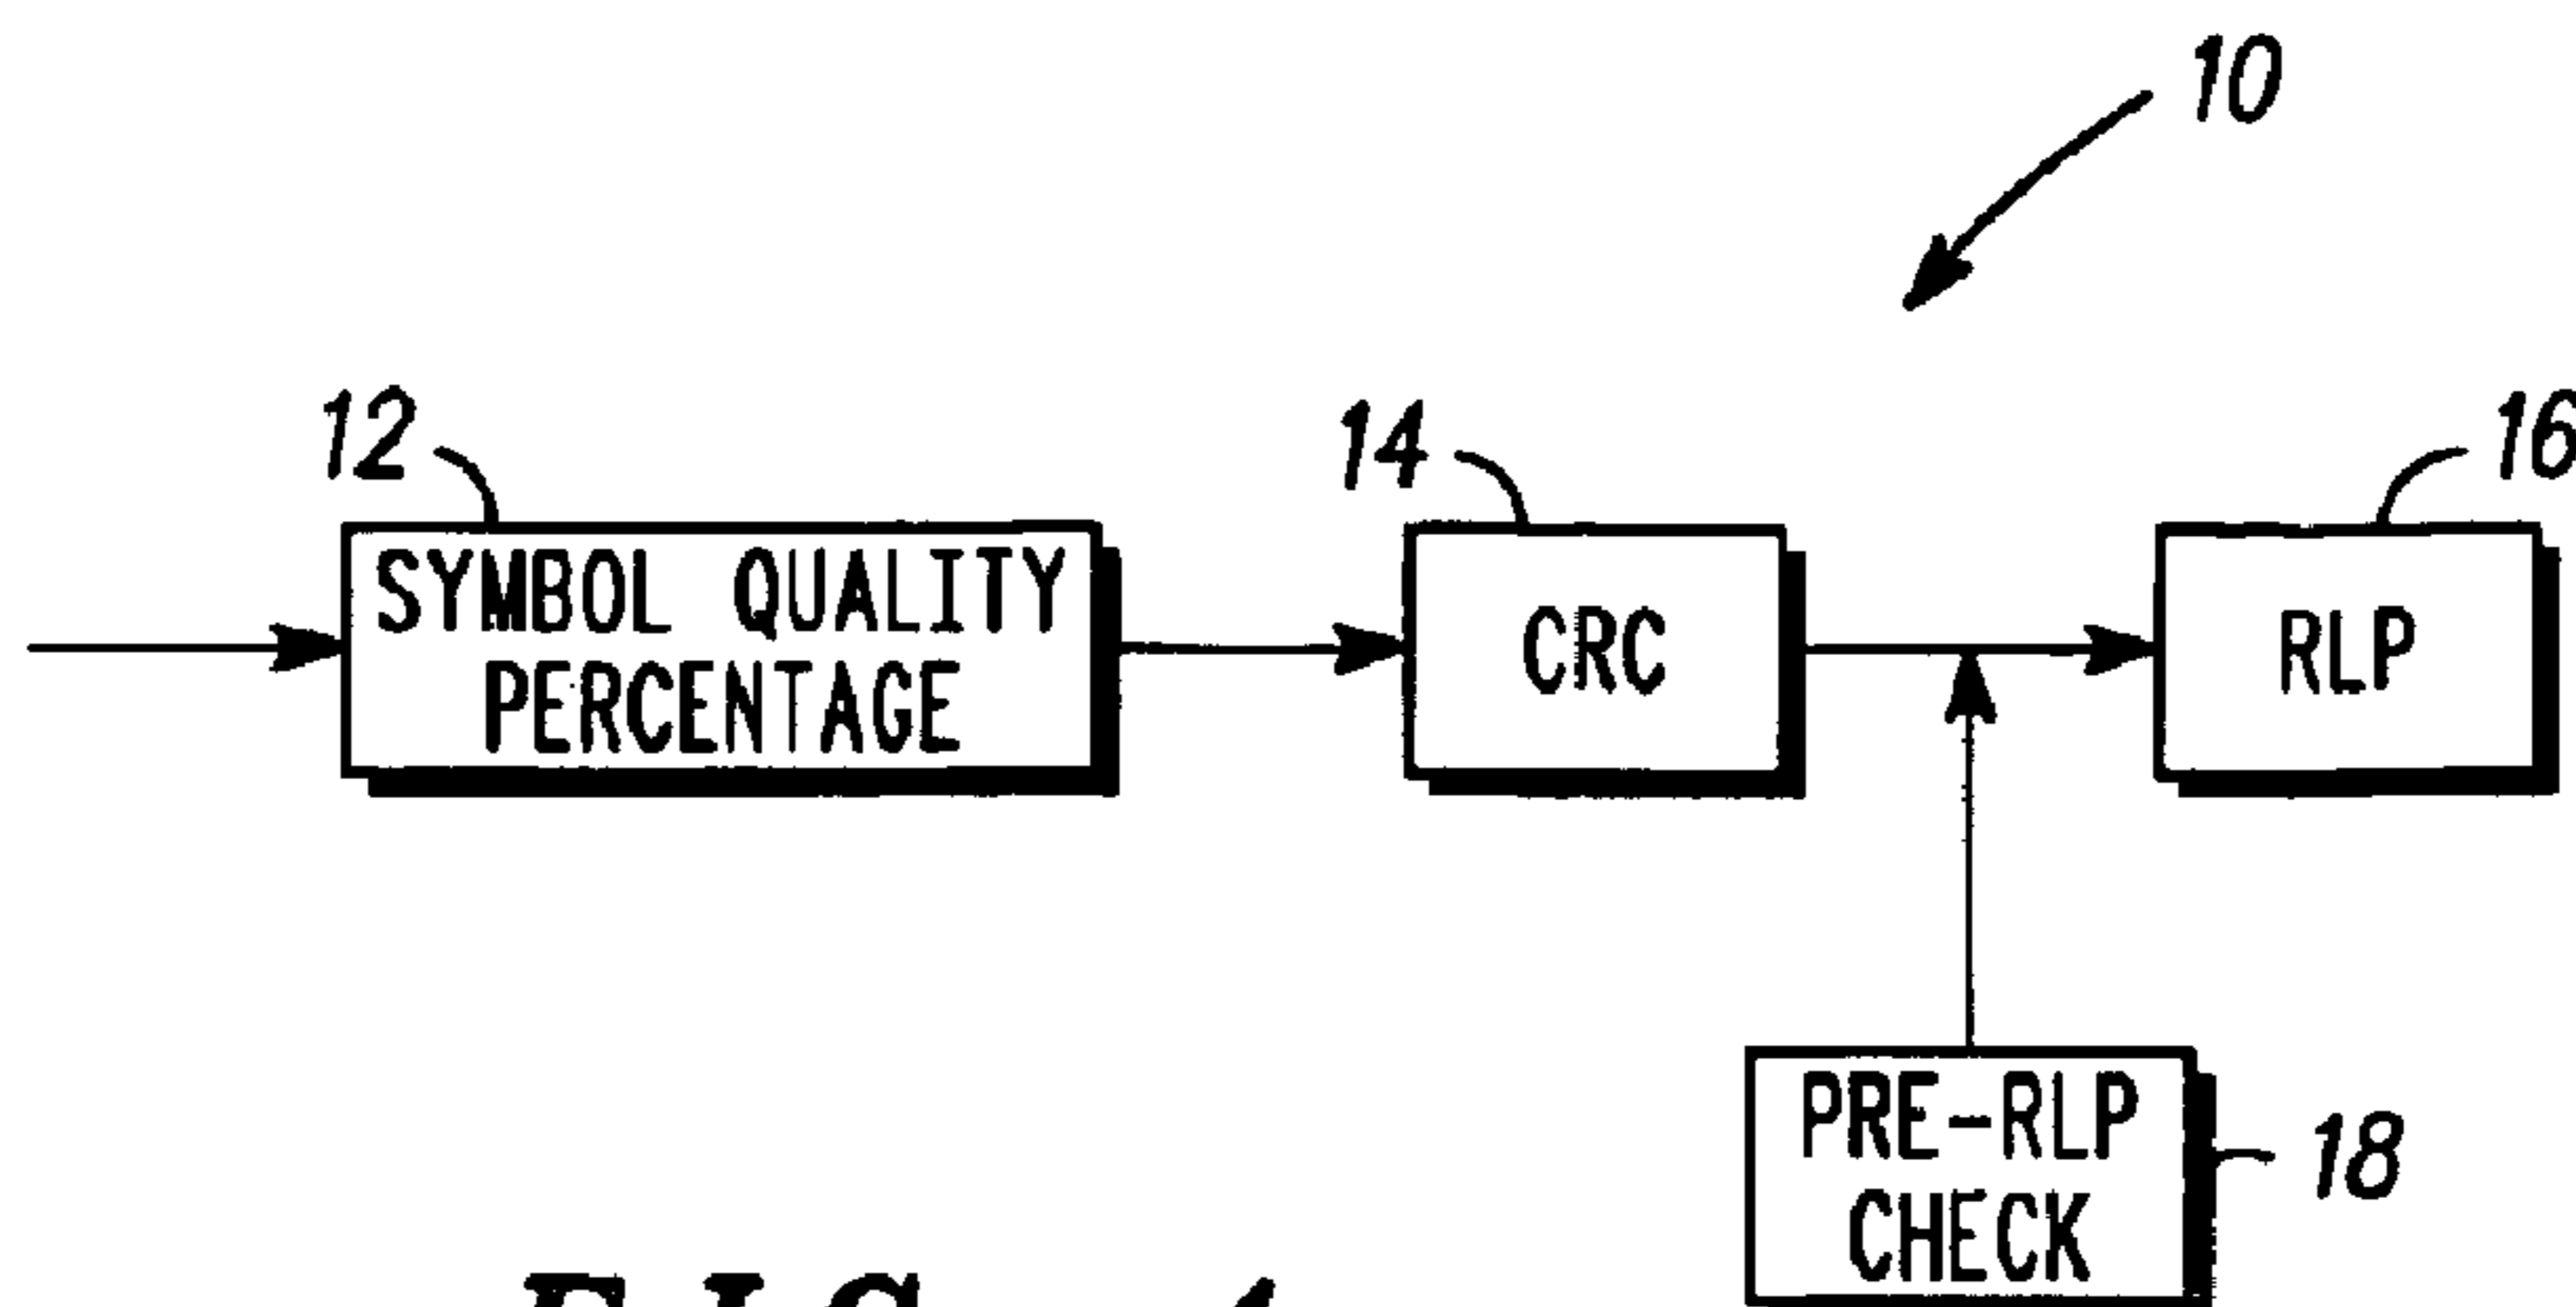 10
12
14
16
SYMBOL QUALITY
PERCENTAGE
CRC
RLP
PRE-RLP
CHECK
18